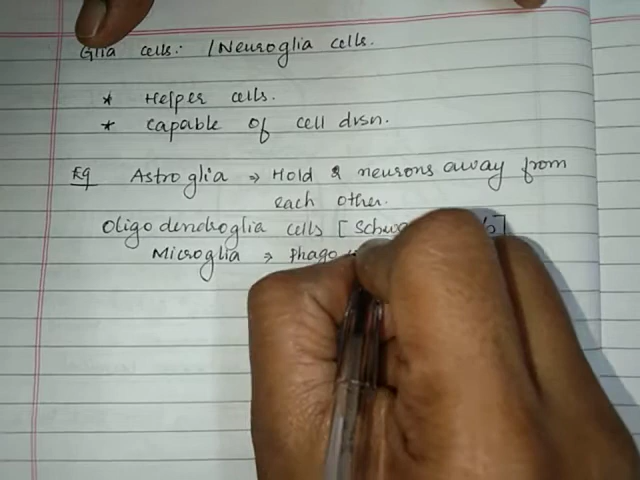 Glia cells: / Neuroglia cells.
* Helper cells.
* Capable of cell dvsn.
Eg Astroglia → Hold 2 neurons away from
each other.
Oligodendroglia cells [
Microglia →